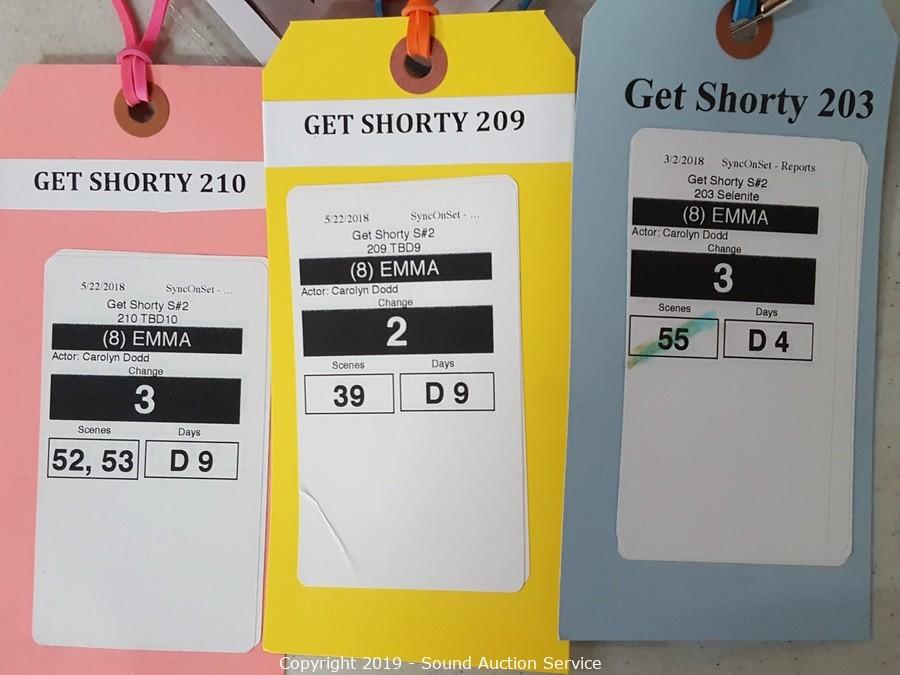 GET SHORTY 210
5/22/2018 SyncOnSet - ...
Get Shorty S#2
210 TBD10
(8) EMMA
Actor: Carolyn Dodd
Change
3
Scenes Days
52, 53 D 9
GET SHORTY 209
5/22/2018 SyncOnSet - ...
Get Shorty S#2
209 TBD9
(8) EMMA
Actor: Carolyn Dodd
Change
2
Scenes Days
39 D 9
Get Shorty 203
3/2/2018 SyncOnSet - Reports
Get Shorty S#2
203 Selenite
(8) EMMA
Actor: Carolyn Dodd
Change
3
Scenes Days
55 D 4
Copyright 2019 - Sound Auction Service